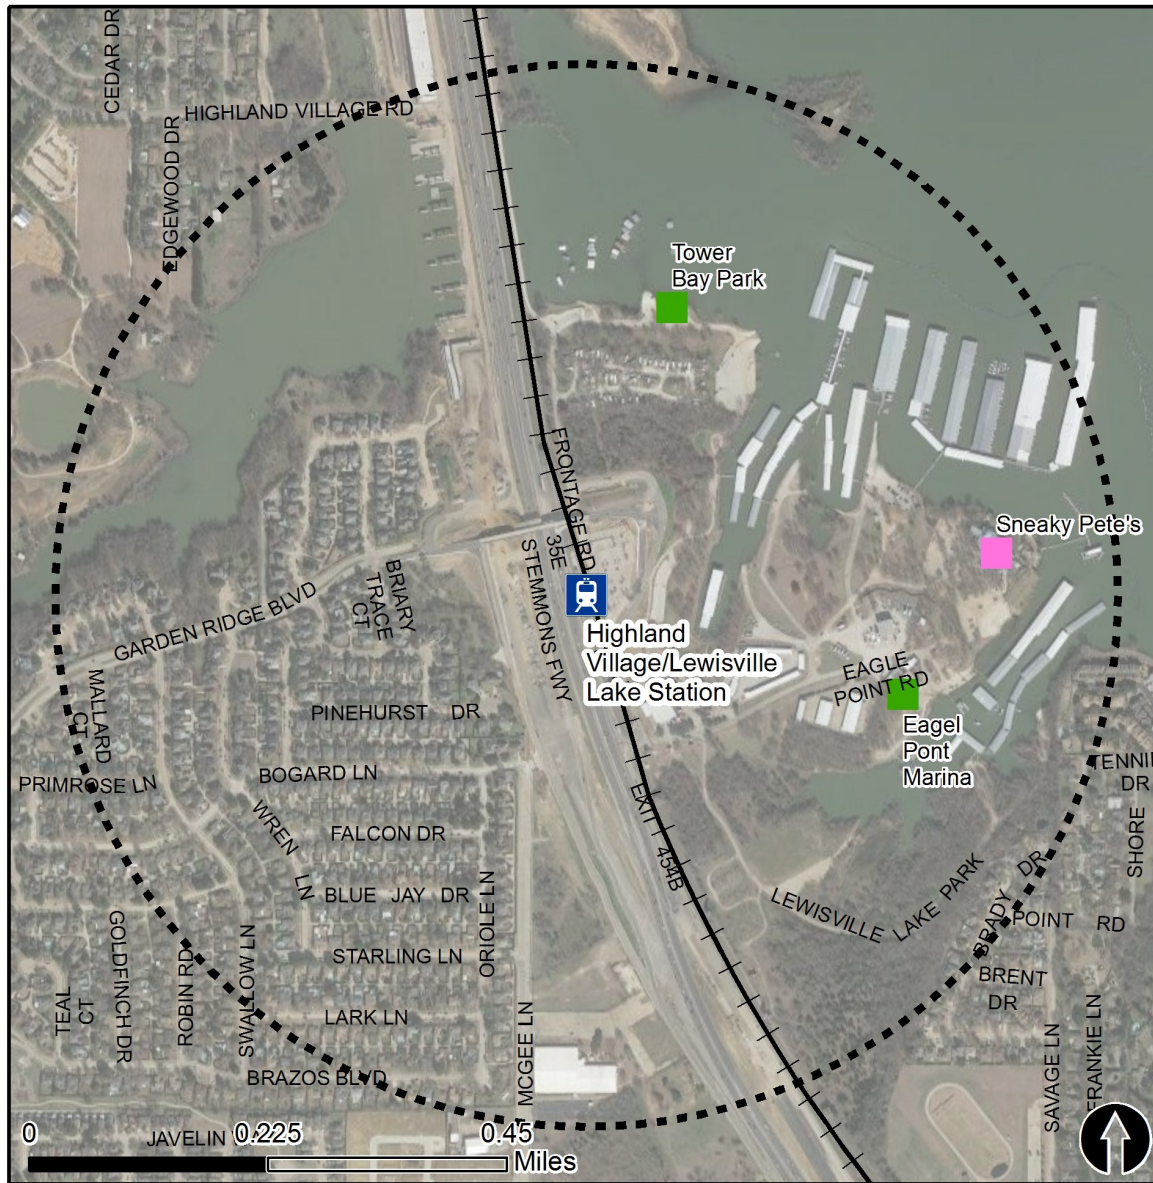 CEDAR DR
HIGHLAND VILLAGE RD
EDGEWOOD DR
Tower
Bay Park
FRONTAGE RD
35E
STEMMONS FWY
Sneaky Pete's
BRIARY
TRACE
CT
GARDEN RIDGE BLVD
Highland
Village/Lewisville
Lake Station
EAGLE
POINT RD
MALLARD
CT
PINEHURST DR
Eagel
Pont
Marina
PRIMROSE LN
BOGARD LN
TENNI
DR
EXIT 454B
WREN LN
FALCON DR
SHORE
BLUE JAY DR
LEWISVILLE LAKE PARK
BRADY DR
POINT RD
ORIOLE LN
GOLDFINCH DR
ROBIN RD
SWALLOW LN
STARLING LN
BRENT
DR
TEAL
CT
LARK LN
MCGEE LN
SAVAGE LN
FRANKIE LN
BRAZOS BLVD
JAVELIN
0 0.225 0.45
Miles